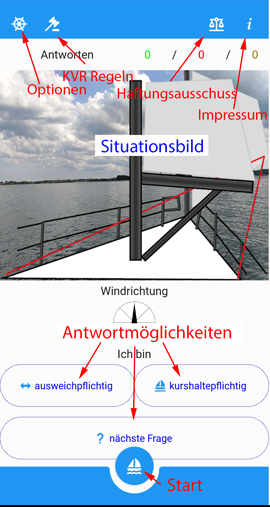 KVR Regeln
Optionen
Haftungsausschuss
Impressum
i
Antworten 0 / 0 / 0
Situationsbild
Windrichtung
Antwortmöglichkeiten
Ich bin
ausweichpflichtig
kurshaltepflichtig
? nächste Frage
Start